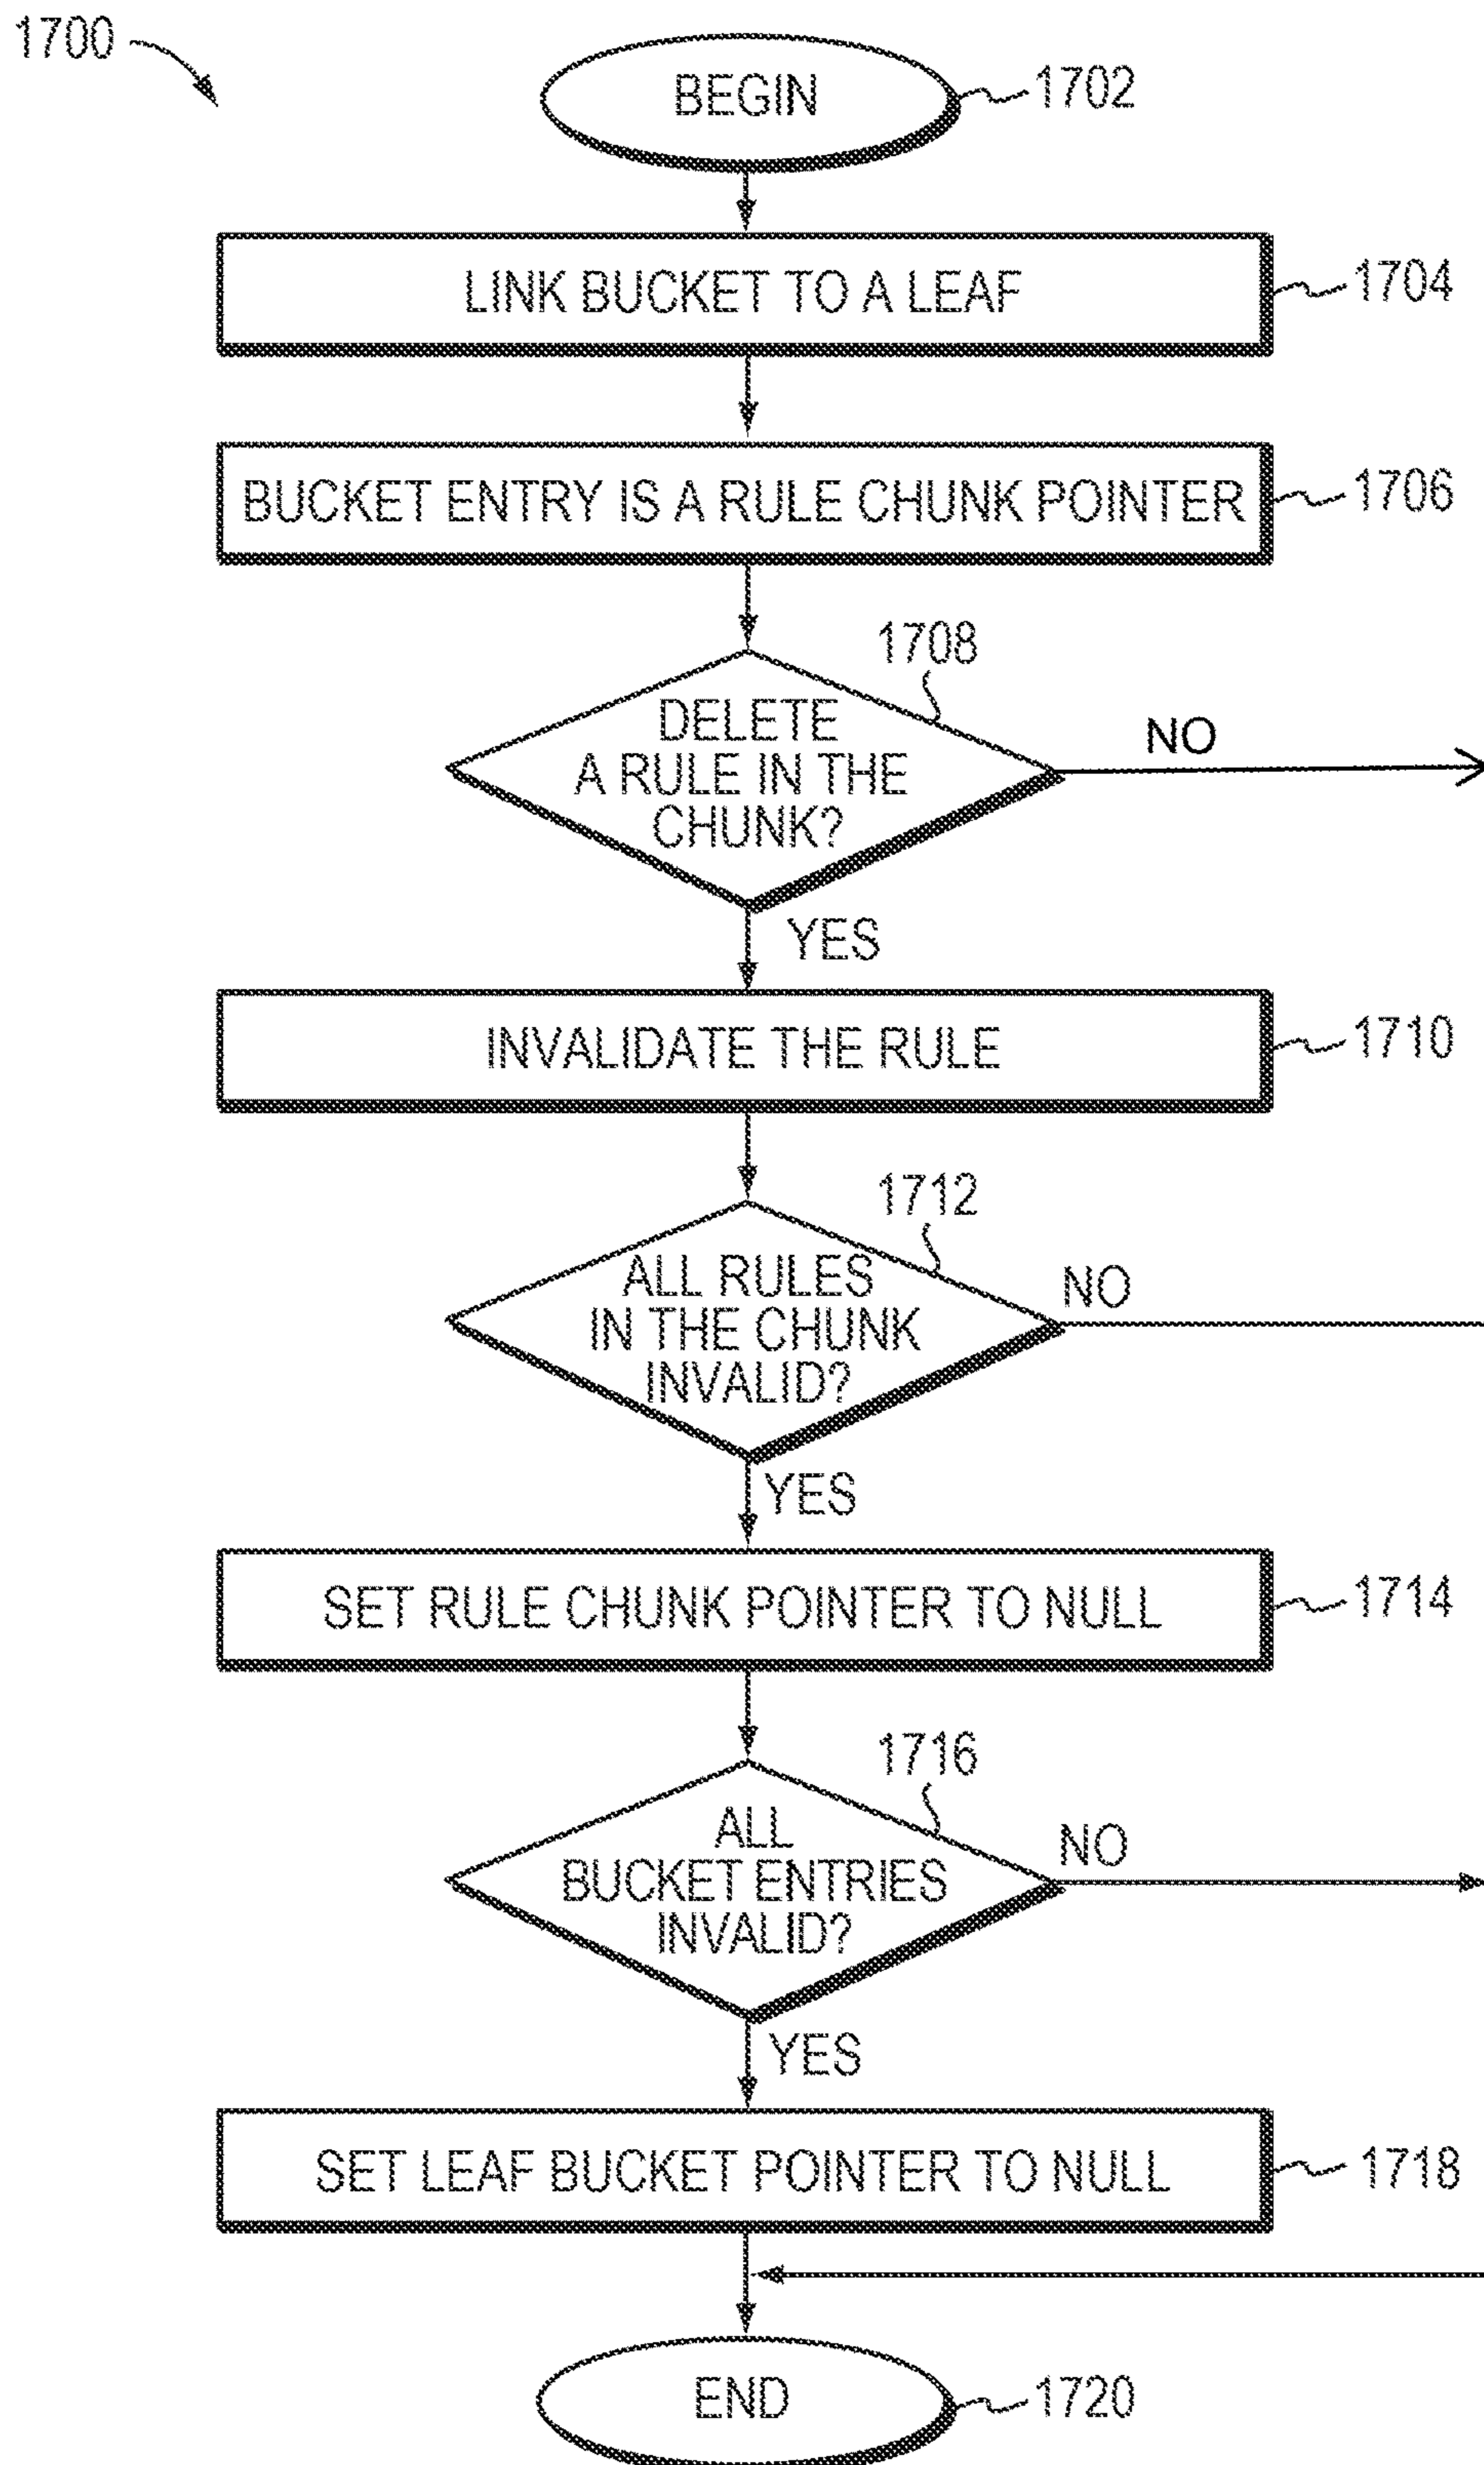 1700
BEGIN
1702
LINK BUCKET TO A LEAF
1704
BUCKET ENTRY IS A RULE CHUNK POINTER
1706
1708
DELETE
A RULE IN THE
CHUNK?
NO
YES
INVALIDATE THE RULE
1710
1712
ALL RULES
IN THE CHUNK
INVALID?
NO
YES
SET RULE CHUNK POINTER TO NULL
1714
1716
ALL
BUCKET ENTRIES
INVALID?
NO
YES
SET LEAF BUCKET POINTER TO NULL
1718
END
1720